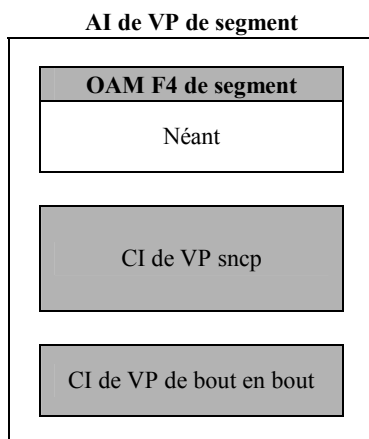 AI de VP de segment
OAM F4 de segment
Néant
CI de VP sncp
CI de VP de bout en bout